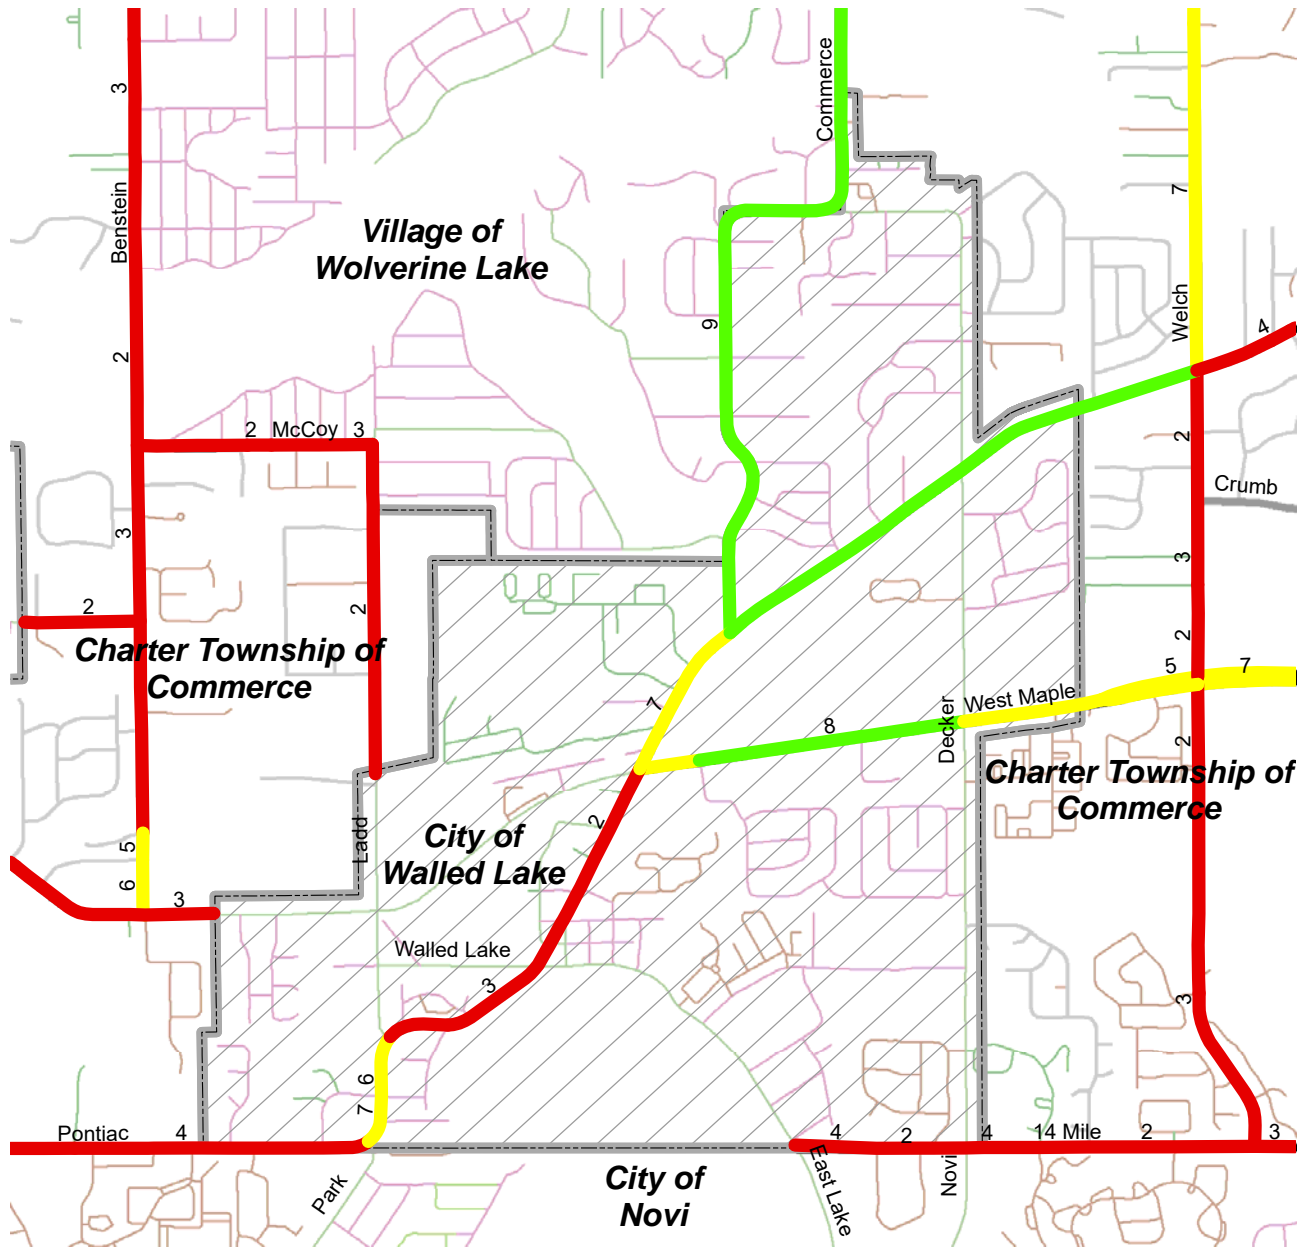 Commerce
3
Benstein
7
Village of
Wolverine Lake
Welch
9
4
2
2
McCoy
3
2
Crumb
3
3
2
2
2
Charter Township of
Commerce
5
7
West Maple
7
8
Decker
2
Charter Township of
Commerce
2
City of
Walled Lake
Ladd
5
6
3
Walled Lake
3
3
6
7
Pontiac
4
4
2
4
14 Mile
2
3
Park
City of
Novi
East Lake
Novi